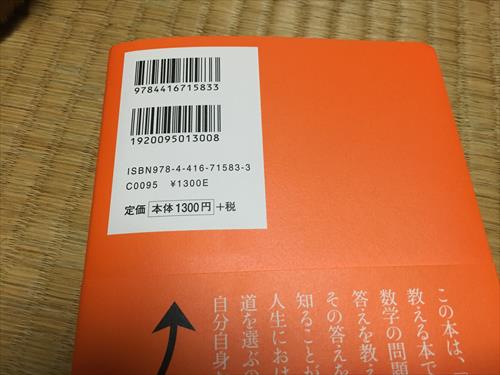 9784416715833
1920095013008
ISBN978-4-416-71583-3
C0095 ¥1300E
定価 本体1300円 +税
この本は、「
教える本で
数学の問題
答えを教え
その答えを
知ることが
人生におけ
道を選ぶの
自分自身